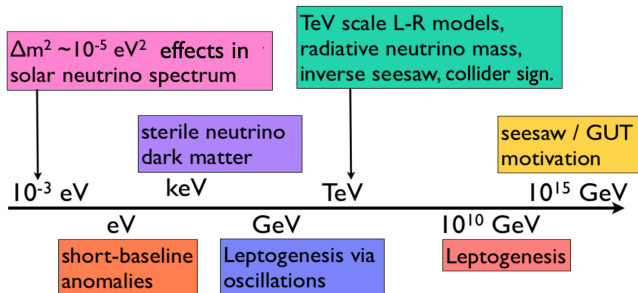 Δm² ~10⁻⁵ eV² effects in
solar neutrino spectrum
TeV scale L-R models,
radiative neutrino mass,
inverse seesaw, collider sign.
sterile neutrino
dark matter
seesaw / GUT
motivation
10⁻³ eV
keV
TeV
10¹⁵ GeV
eV
GeV
10¹⁰ GeV
short-baseline
anomalies
Leptogenesis via
oscillations
Leptogenesis